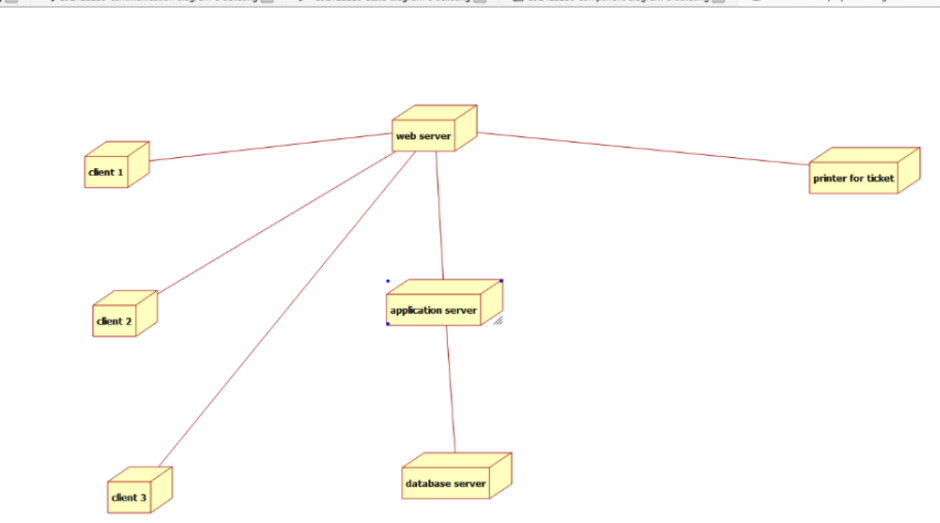 web server
client 1
printer for ticket
application server
client 2
database server
client 3